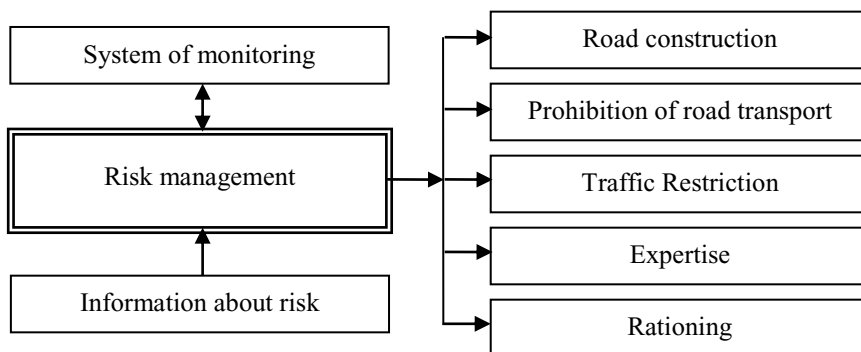 System of monitoring
Risk management
Information about risk
Road construction
Prohibition of road transport
Traffic Restriction
Expertise
Rationing